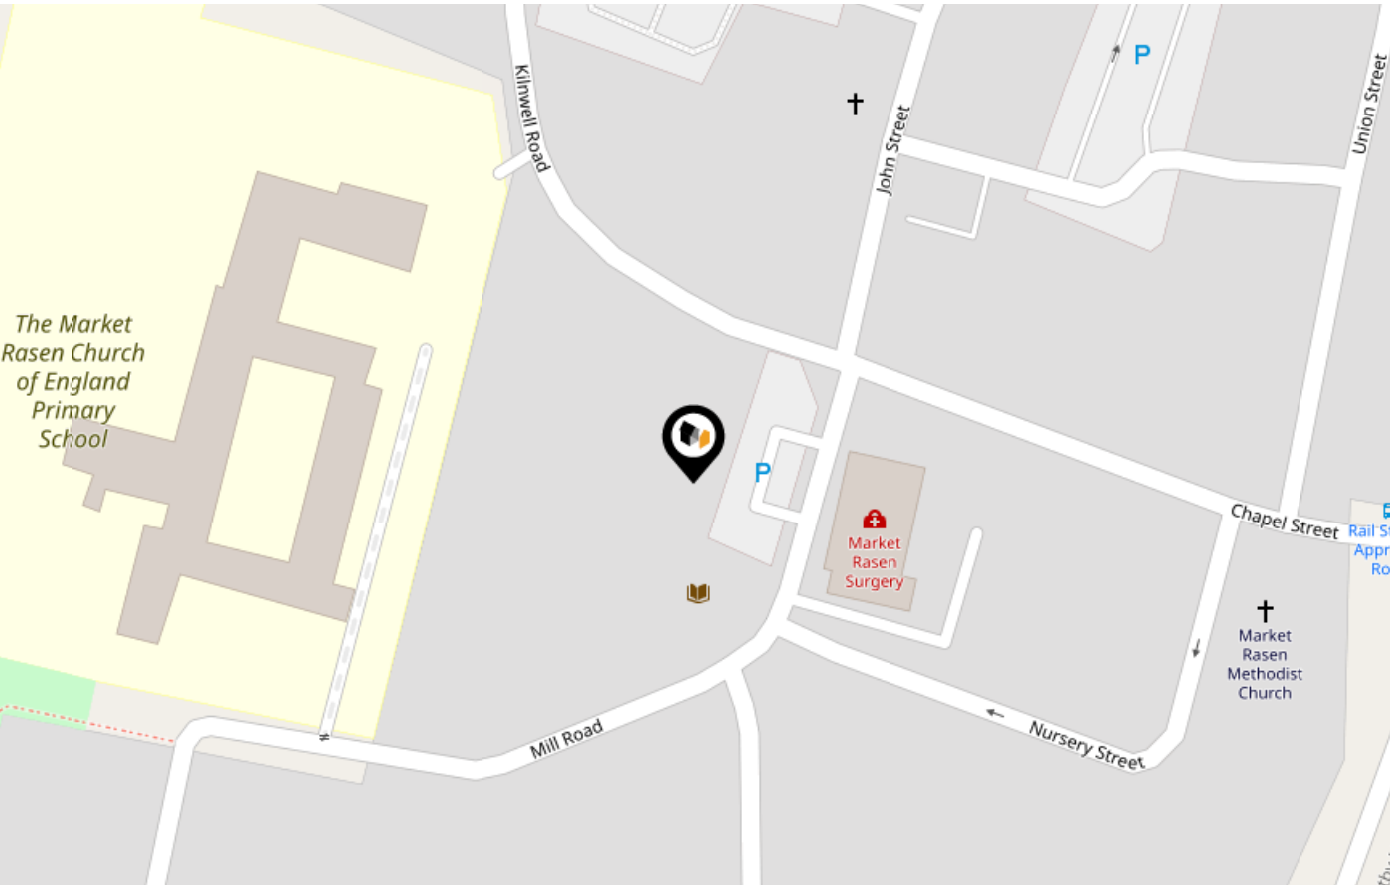 P
Kilnwell Road
John Street
Union Street
The Market
Rasen Church
of England
Primary
School
P
Market
Rasen
Surgery
Chapel Street
Rail S
Appr
Ro
Market
Rasen
Methodist
Church
Mill Road
Nursery Street